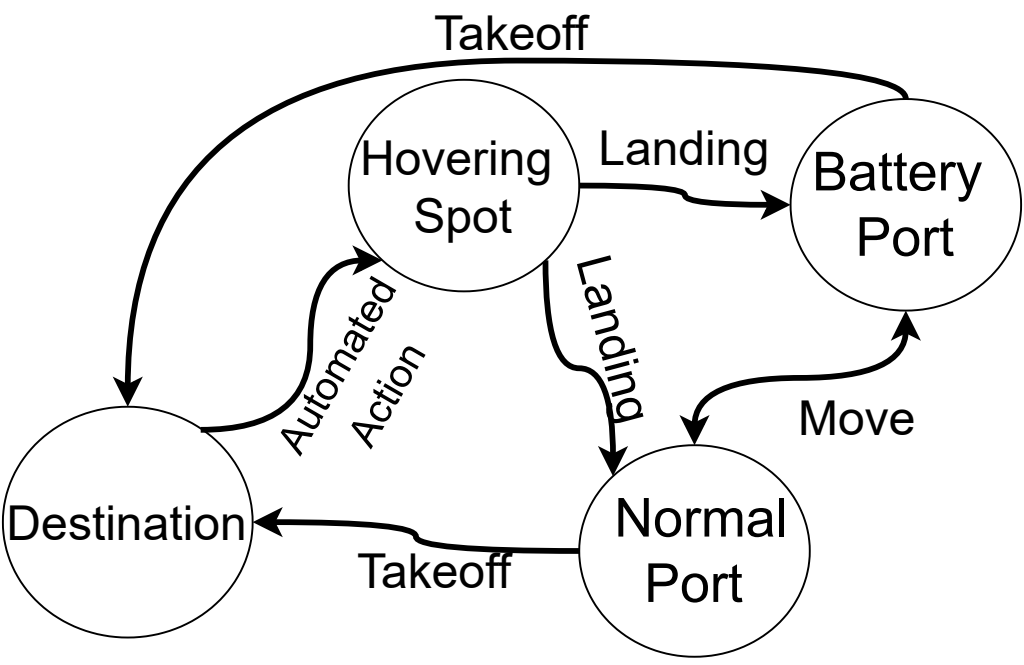 Takeoff
Hovering
Spot
Landing
Battery
Port
Landing
Automated
Action
Move
Destination
Normal
Port
Takeoff